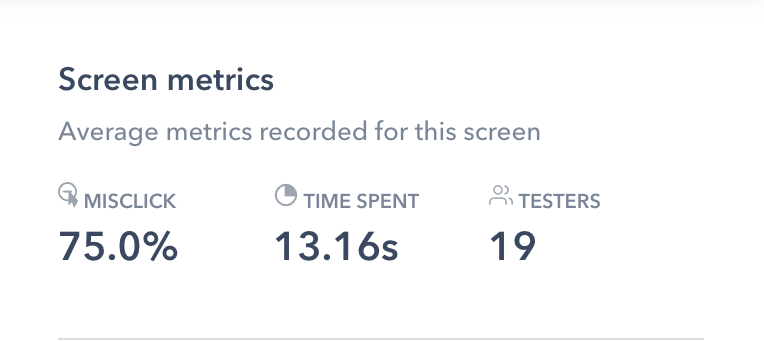 Screen metrics
Average metrics recorded for this screen
MISCLICK TIME SPENT TESTERS
75.0% 13.16s 19